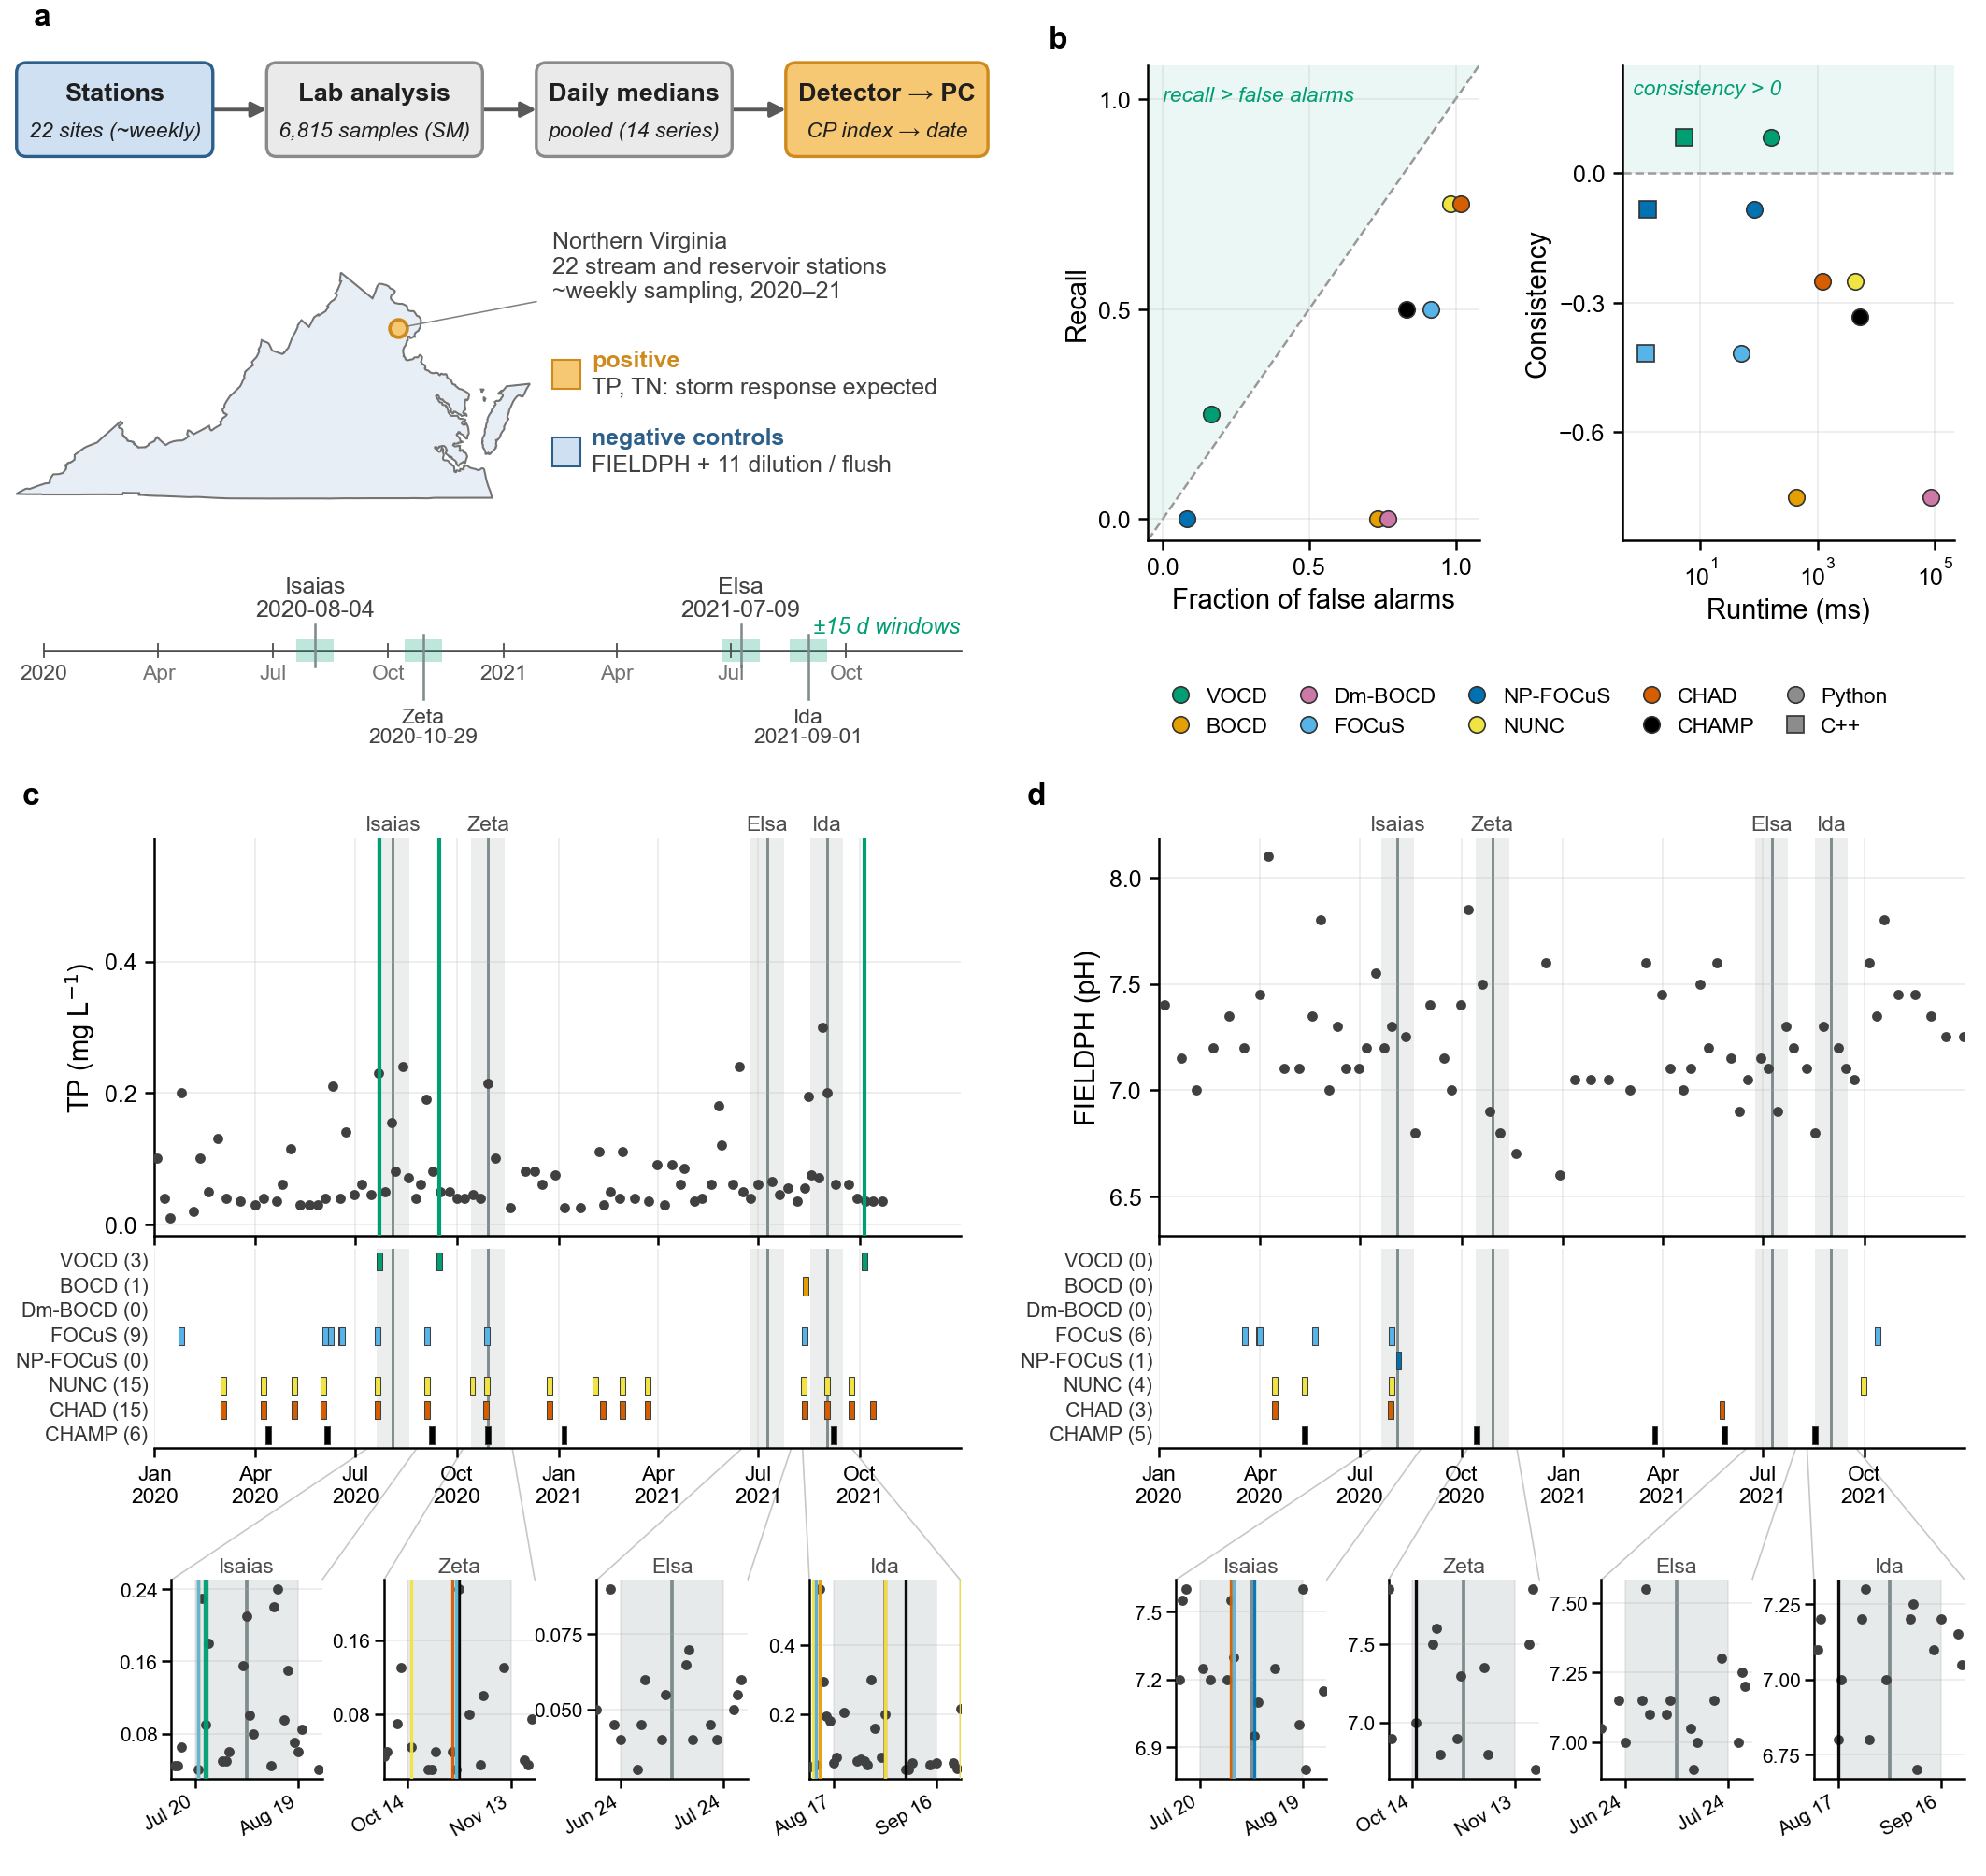 a
Stations
22 sites (~weekly)
Lab analysis
6,815 samples (SM)
Daily medians
pooled (14 series)
Detector → PC
CP index → date
Northern Virginia
22 stream and reservoir stations
~weekly sampling, 2020–21
positive
TP, TN: storm response expected
negative controls
FIELDPH + 11 dilution / flush
Isaias
2020-08-04
Elsa
2021-07-09
±15 d windows
2020 Apr Jul Oct 2021 Apr Jul Oct
Zeta
2020-10-29
Ida
2021-09-01
b
recall > false alarms
1.0
0.5
0.0
Recall
0.0 0.5 1.0
Fraction of false alarms
consistency > 0
0.0
−0.3
−0.6
Consistency
10^1 10^3 10^5
Runtime (ms)
VOCD Dm-BOCD NP-FOCuS CHAD Python
BOCD FOCuS NUNC CHAMP C++
c
Isaias Zeta Elsa Ida
0.4
0.2
0.0
TP (mg L^−1)
VOCD (3)
BOCD (1)
Dm-BOCD (0)
FOCuS (9)
NP-FOCuS (0)
NUNC (15)
CHAD (15)
CHAMP (6)
Jan Apr Jul Oct Jan Apr Jul Oct
2020 2020 2020 2020 2021 2021 2021 2021
Isaias
0.24
0.16
0.08
Jul 20 Aug 19
Zeta
0.16
0.08
Oct 14 Nov 13
Elsa
0.075
0.050
Jun 24 Jul 24
Ida
0.4
0.2
Aug 17 Sep 16
d
Isaias Zeta Elsa Ida
8.0
7.5
7.0
6.5
FIELDPH (pH)
VOCD (0)
BOCD (0)
Dm-BOCD (0)
FOCuS (6)
NP-FOCuS (1)
NUNC (4)
CHAD (3)
CHAMP (5)
Jan Apr Jul Oct Jan Apr Jul Oct
2020 2020 2020 2020 2021 2021 2021 2021
Isaias
7.5
7.2
6.9
Jul 20 Aug 19
Zeta
7.5
7.0
Oct 14 Nov 13
Elsa
7.50
7.25
7.00
Jun 24 Jul 24
Ida
7.25
7.00
6.75
Aug 17 Sep 16